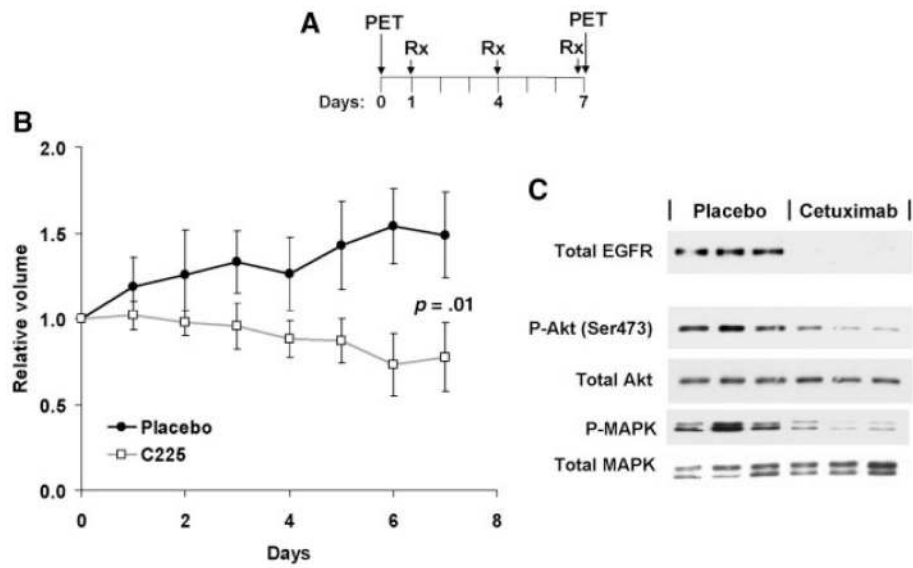 A
PET PET
Rx Rx Rx
Days: 0 1 4 7
B
2.0
1.5
1.0
0.5
0.0
Relative volume
p = .01
Placebo
C225
0 2 4 6 8
Days
C
Placebo Cetuximab
Total EGFR
P-Akt (Ser473)
Total Akt
P-MAPK
Total MAPK